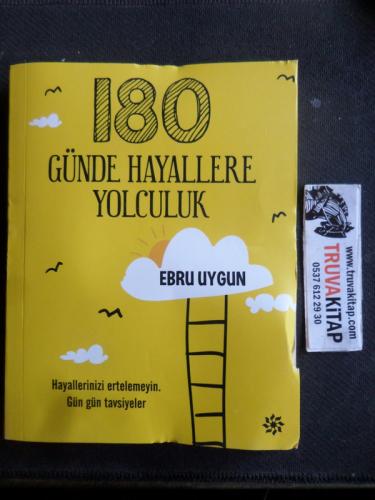 180
GÜNDE HAYALLERE
YOLCULUK
EBRU UYGUN
Hayallerinizi ertelemeyin.
Gün gün tavsiyeler
TRUVAKİTAP
www.truvakitap.com
0537 612 29 30